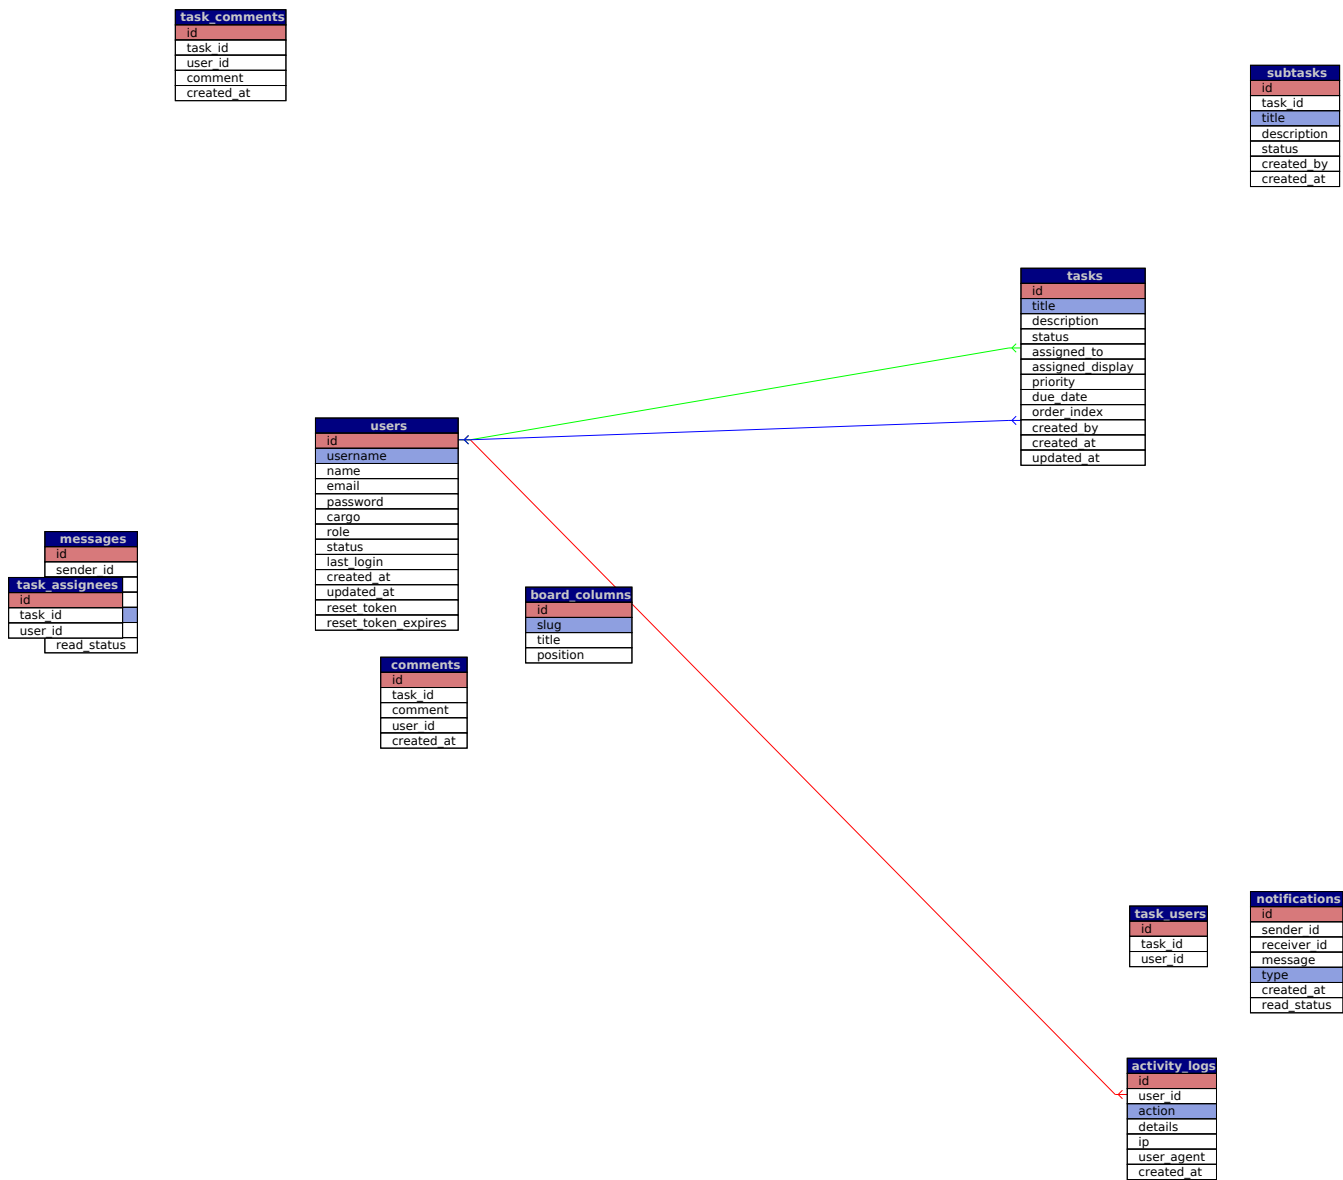 task_comments
id
task_id
user_id
comment
created_at
subtasks
id
task_id
title
description
status
created_by
created_at
tasks
id
title
description
status
assigned_to
assigned_display
priority
due_date
order_index
created_by
created_at
updated_at
users
id
username
name
email
password
cargo
role
status
last_login
created_at
updated_at
reset_token
reset_token_expires
messages
id
sender_id
read_status
task_assignees
id
task_id
user_id
board_columns
id
slug
title
position
comments
id
task_id
comment
user_id
created_at
task_users
id
task_id
user_id
notifications
id
sender_id
receiver_id
message
type
created_at
read_status
activity_logs
id
user_id
action
details
ip
user_agent
created_at